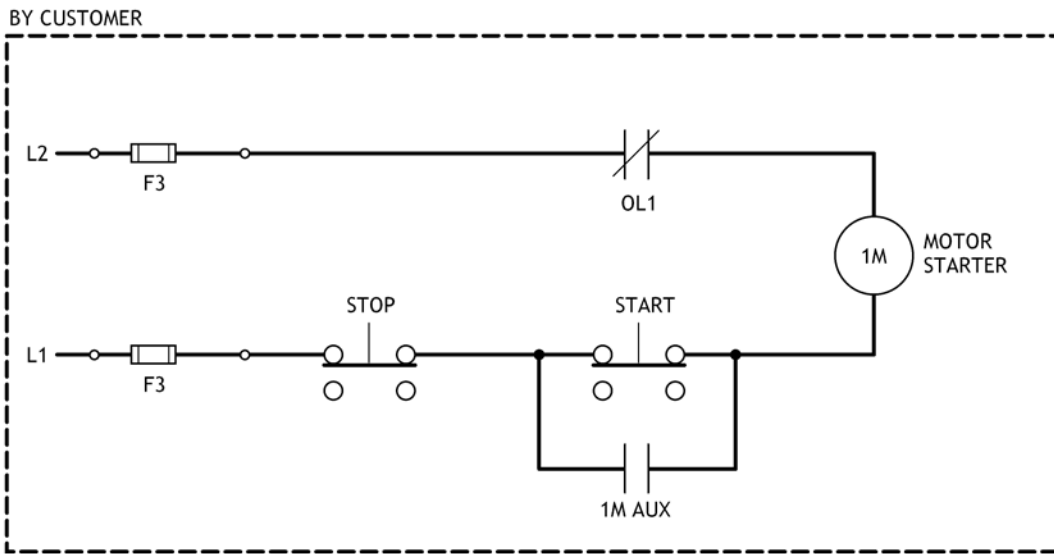 BY CUSTOMER
L2
F3
OL1
1M
MOTOR
STARTER
STOP
START
L1
F3
1M AUX